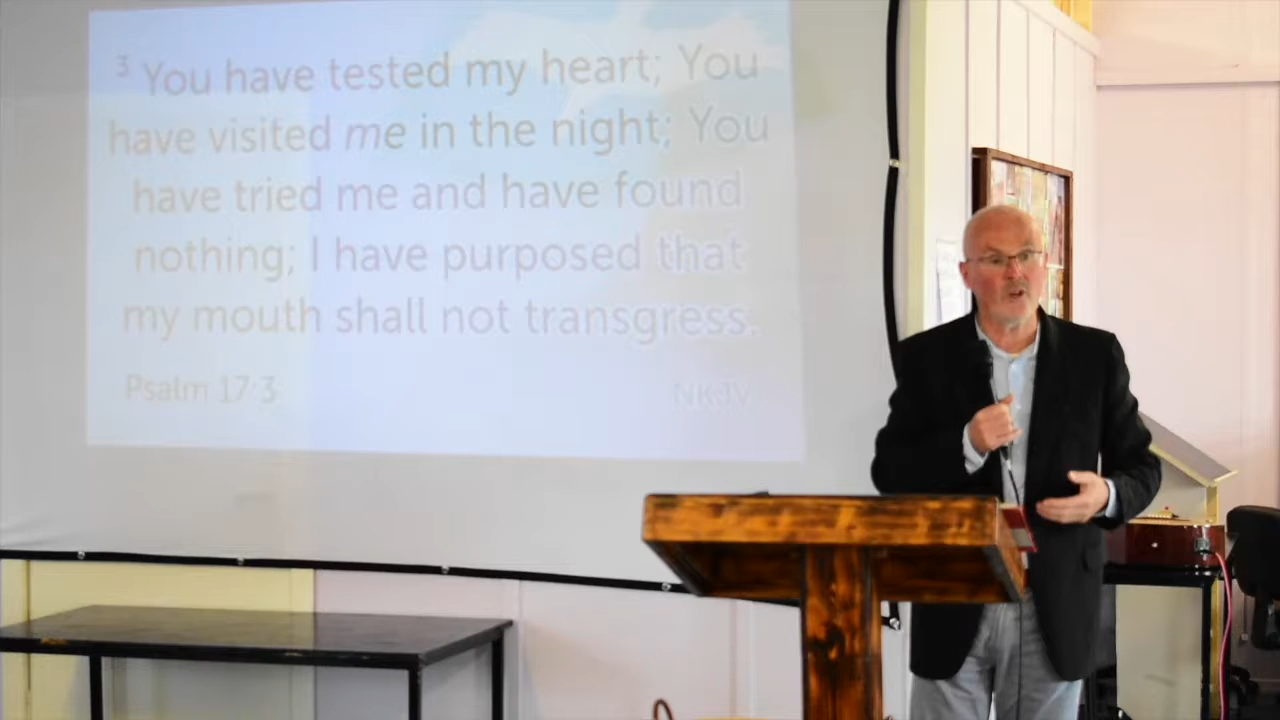 3 You have tested my heart; You
have visited me in the night; You
have tried me and have found
nothing; I have purposed that
my mouth shall not transgress.
Psalm 17:3 NKJV